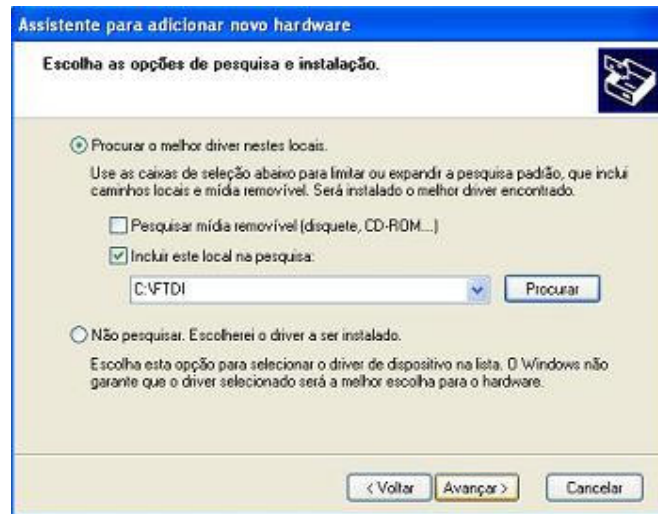 Assistente para adicionar novo hardware
Escolha as opções de pesquisa e instalação.
Procurar o melhor driver nestes locais.
Use as caixas de seleção abaixo para limitar ou expandir a pesquisa padrão, que inclui
caminhos locais e mídia removível. Será instalado o melhor driver encontrado.
Pesquisar mídia removível (disquete, CD-ROM...)
Incluir este local na pesquisa:
C:\FTDI
Procurar
Não pesquisar. Escolherei o driver a ser instalado.
Escolha esta opção para selecionar o driver de dispositivo na lista. O Windows não
garante que o driver selecionado será a melhor escolha para o hardware.
< Voltar Avançar > Cancelar